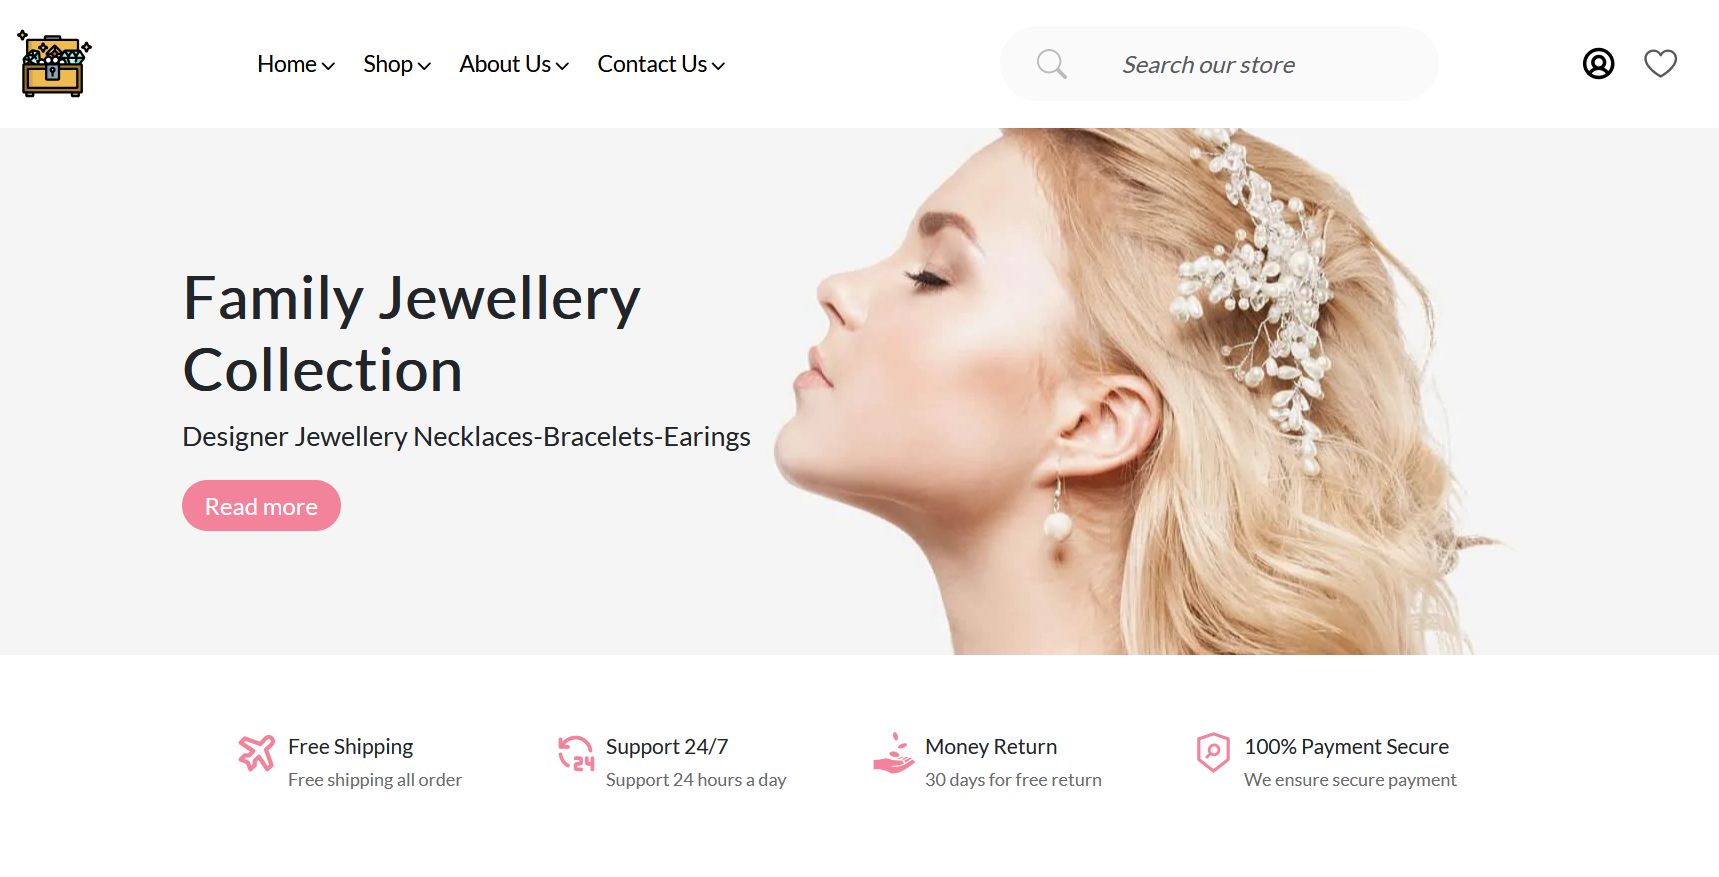 Home
Shop
About Us
Contact Us
Search our store
Family Jewellery
Collection
Designer Jewellery Necklaces-Bracelets-Earings
Read more
Free Shipping
Free shipping all order
24
Support 24/7
Support 24 hours a day
Money Return
30 days for free return
100% Payment Secure
We ensure secure payment